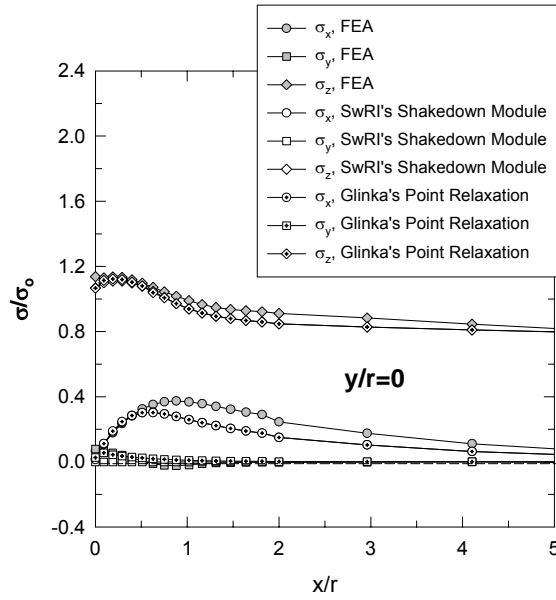 σx, FEA
σy, FEA
σz, FEA
σx, SwRI's Shakedown Module
σy, SwRI's Shakedown Module
σz, SwRI's Shakedown Module
σx, Glinka's Point Relaxation
σy, Glinka's Point Relaxation
σz, Glinka's Point Relaxation
2.4
2.0
1.6
1.2
0.8
0.4
0.0
-0.4
σ/σo
y/r=0
0 1 2 3 4 5
x/r